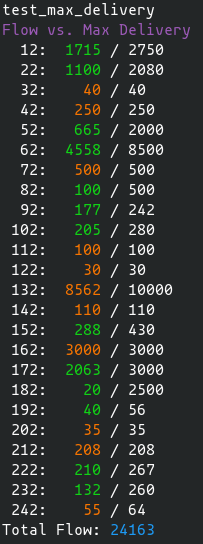 test_max_delivery
Flow vs. Max Delivery
12: 1715 / 2750
22: 1100 / 2080
32: 40 / 40
42: 250 / 250
52: 665 / 2000
62: 4558 / 8500
72: 500 / 500
82: 100 / 500
92: 177 / 242
102: 205 / 280
112: 100 / 100
122: 30 / 30
132: 8562 / 10000
142: 110 / 110
152: 288 / 430
162: 3000 / 3000
172: 2063 / 3000
182: 20 / 2500
192: 40 / 56
202: 35 / 35
212: 208 / 208
222: 210 / 267
232: 132 / 260
242: 55 / 64
Total Flow: 24163